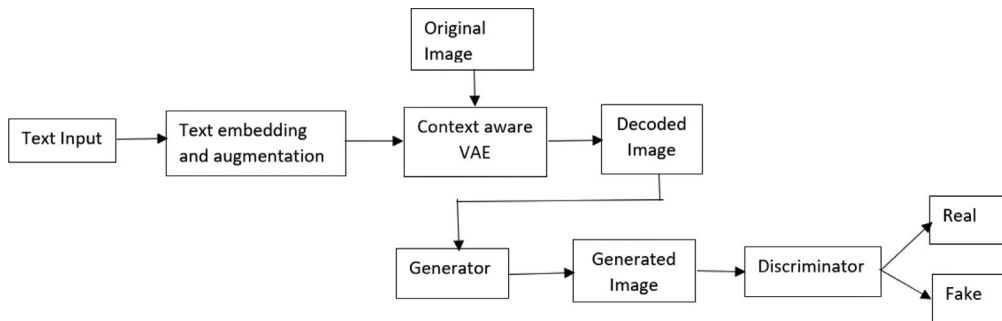 Original
Image
Text Input
Text embedding
and augmentation
Context aware
VAE
Decoded
Image
Generator
Generated
Image
Discriminator
Real
Fake